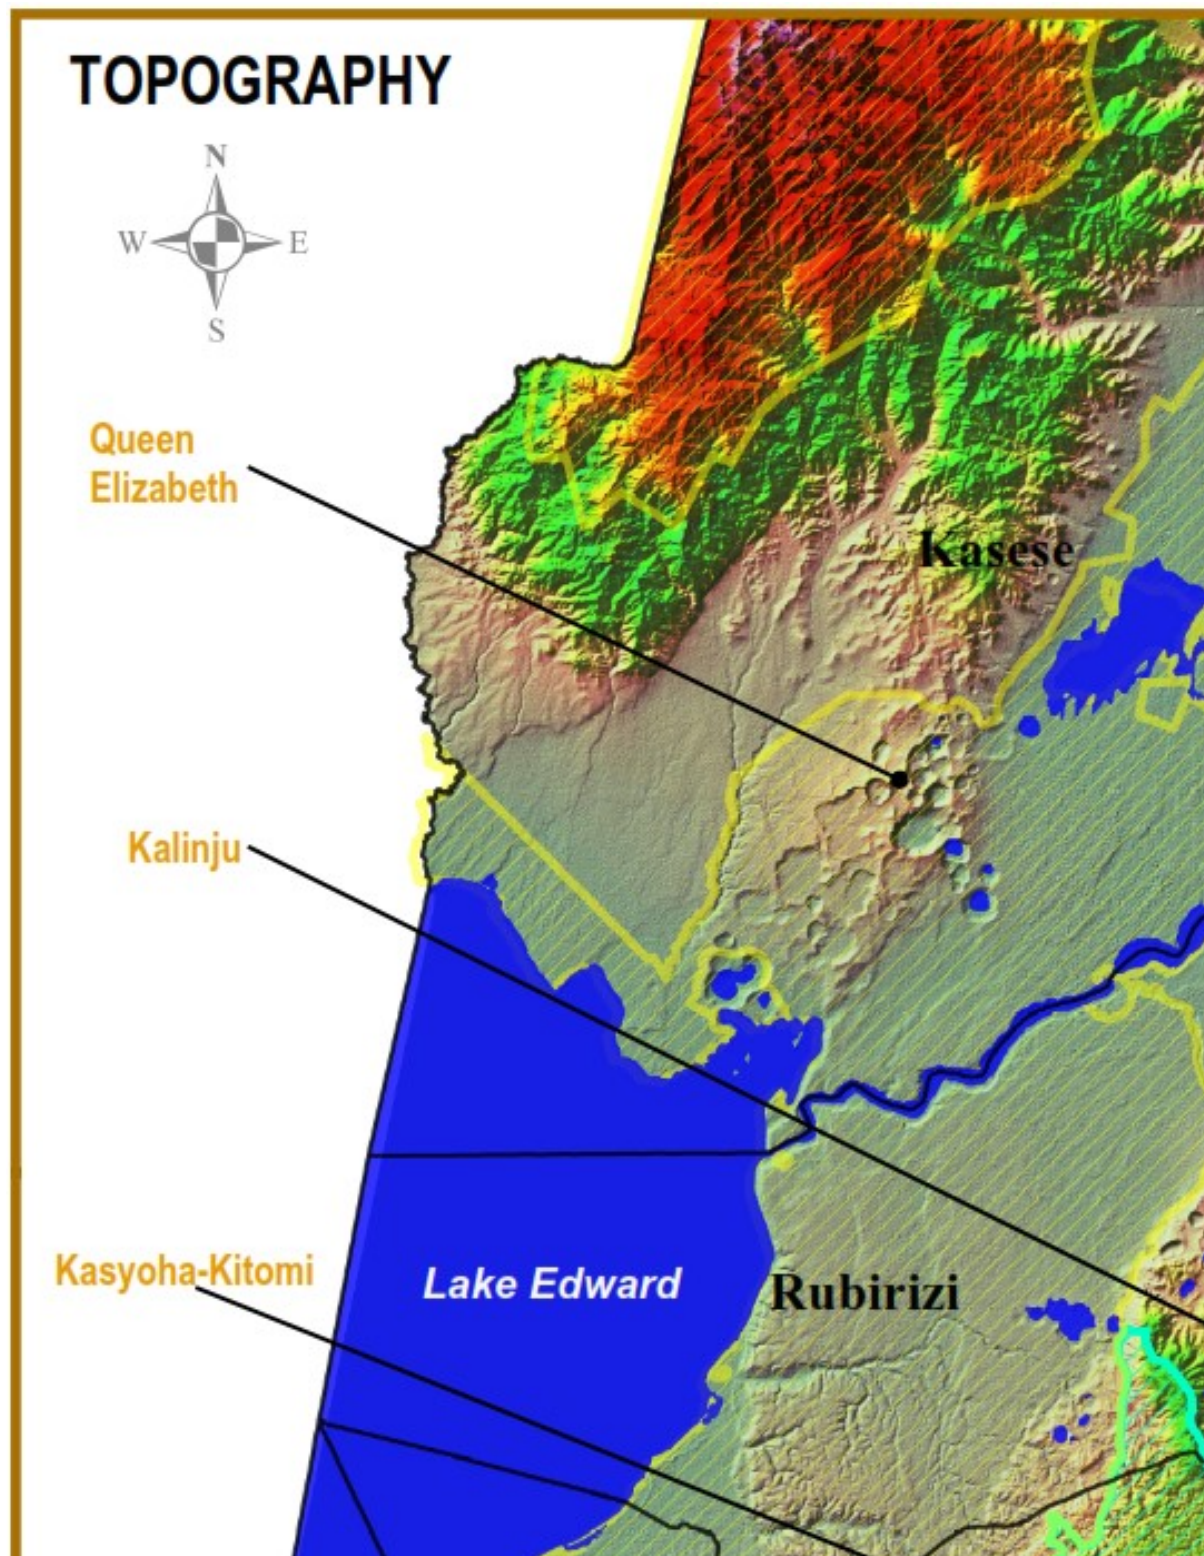 TOPOGRAPHY
N
W E
S
Queen
Elizabeth
Kasese
Kalinju
Kasyoha-Kitomi
Lake Edward
Rubirizi